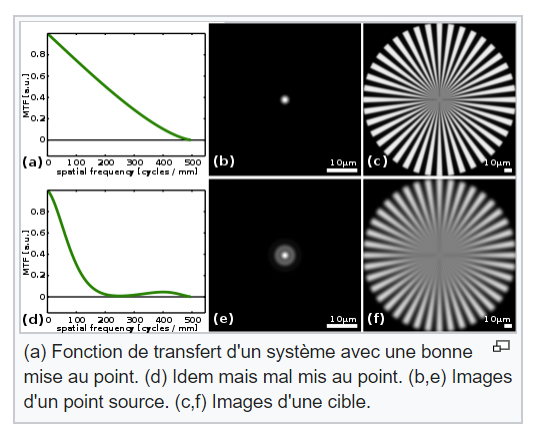 0.8
0.6
0.4
0.2
0
MTF [a.u.]
0 100 200 300 400 500
spatial frequency [cycles / mm]
(a)
(b)
10μm
(c)
10μm
0.8
0.6
0.4
0.2
0
MTF [a.u.]
0 100 200 300 400 500
spatial frequency [cycles / mm]
(d)
(e)
10μm
(f)
10μm
(a) Fonction de transfert d'un système avec une bonne
mise au point. (d) Idem mais mal mis au point. (b,e) Images
d'un point source. (c,f) Images d'une cible.